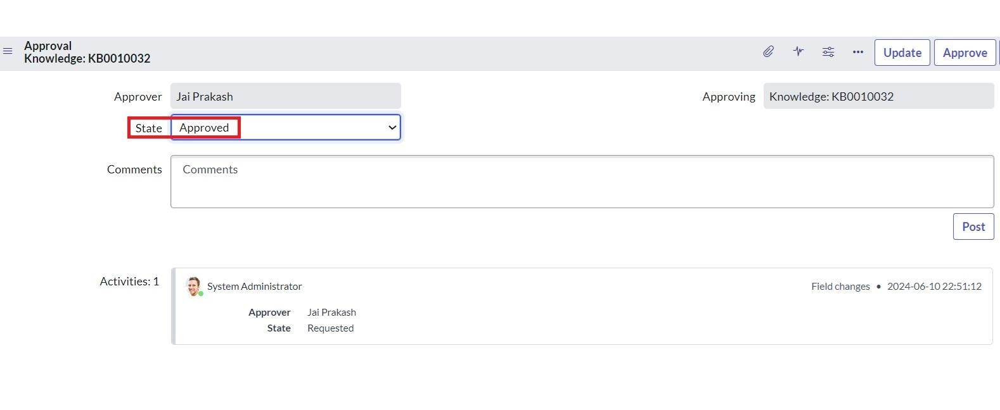 Approval
Knowledge: KB0010032
Update
Approve
Approver
Jai Prakash
Approving
Knowledge: KB0010032
State
Approved
Comments
Comments
Post
Activities: 1
System Administrator
Field changes • 2024-06-10 22:51:12
Approver Jai Prakash
State Requested